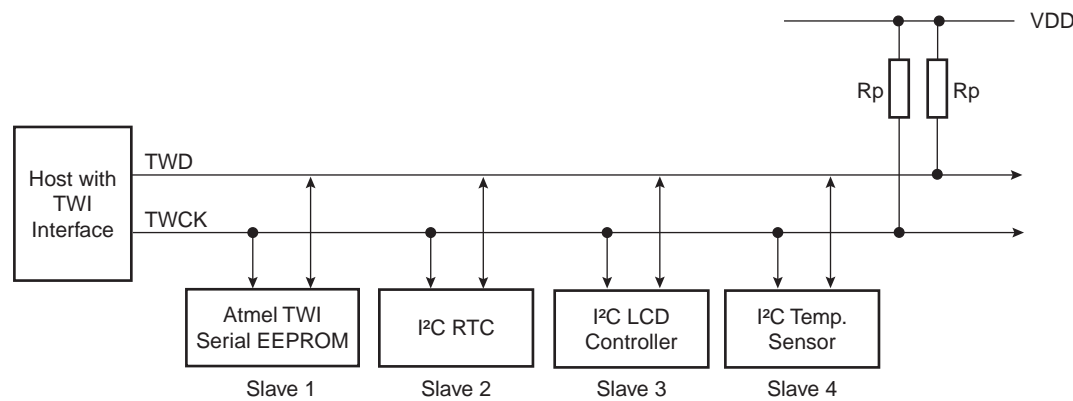 VDD
Rp
Rp
Host with
TWI
Interface
TWD
TWCK
Atmel TWI
Serial EEPROM
I²C RTC
I²C LCD
Controller
I²C Temp.
Sensor
Slave 1
Slave 2
Slave 3
Slave 4